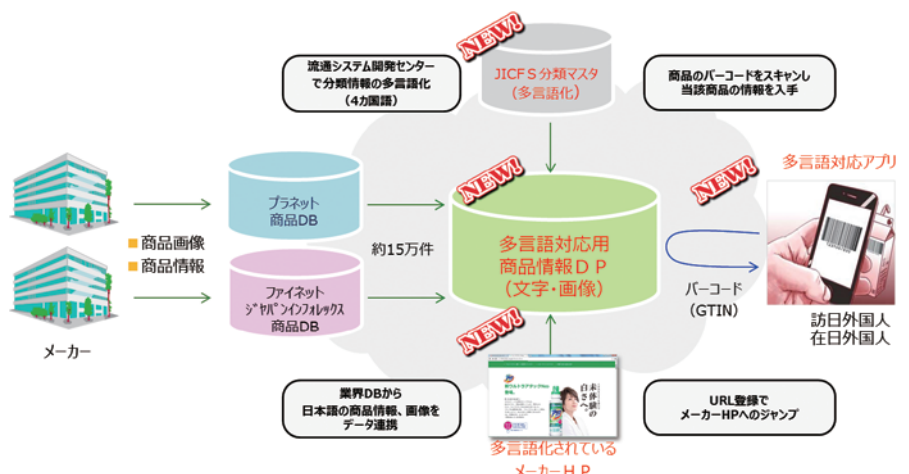 流通システム開発センター
で分類情報の多言語化
(4カ国語)
NEW!
JICFS分類マスタ
(多言語化)
商品のバーコードをスキャンし
当該商品の情報を入手
多言語対応アプリ
NEW!
NEW!
プラネット
商品DB
■商品画像
■商品情報
約15万件
多言語対応用
商品情報DP
(文字・画像)
ファイネット
ジャパンインフォレックス
商品DB
バーコード
(GTIN)
訪日外国人
在日外国人
メーカー
NEW!
未体験の
白さへ。
業界DBから
日本語の商品情報、画像を
データ連携
URL登録で
メーカーHPへのジャンプ
多言語化されている
メーカーHP